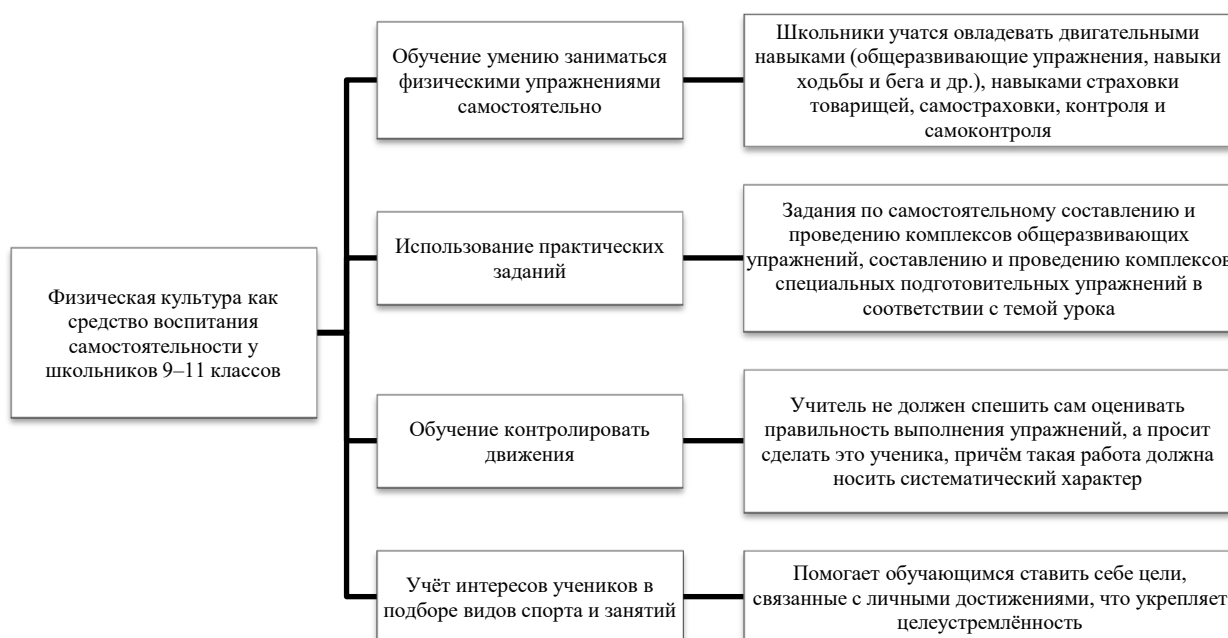 Физическая культура как
средство воспитания
самостоятельности у
школьников 9–11 классов
Обучение умению заниматься
физическими упражнениями
самостоятельно
Школьники учатся овладевать двигательными
навыками (общеразвивающие упражнения, навыки
ходьбы и бега и др.), навыками страховки
товарищей, самостраховки, контроля и
самоконтроля
Использование практических
заданий
Задания по самостоятельному составлению и
проведению комплексов общеразвивающих
упражнений, составлению и проведению комплексов
специальных подготовительных упражнений в
соответствии с темой урока
Обучение контролировать
движения
Учитель не должен спешить сам оценивать
правильность выполнения упражнений, а просит
сделать это ученика, причём такая работа должна
носить систематический характер
Учёт интересов учеников в
подборе видов спорта и занятий
Помогает обучающимся ставить себе цели,
связанные с личными достижениями, что укрепляет
целеустремлённость